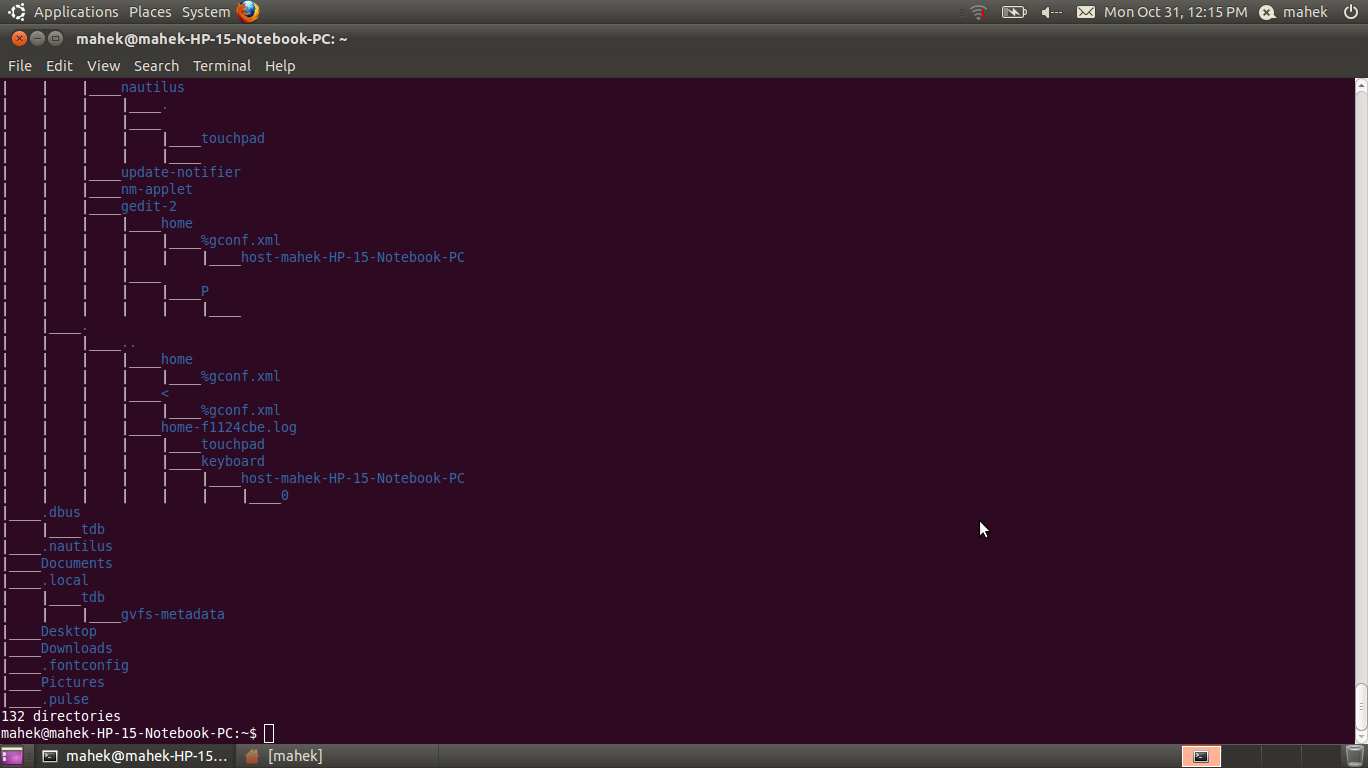 Applications Places System Mon Oct 31, 12:15 PM mahek
mahek@mahek-HP-15-Notebook-PC: ~
File Edit View Search Terminal Help
| | |____nautilus
| | | |____.
| | | |____
| | | | |____touchpad
| | | | |____
| | |____update-notifier
| | |____nm-applet
| | |____gedit-2
| | | |____home
| | | | |____%gconf.xml
| | | | | |____host-mahek-HP-15-Notebook-PC
| | | |____
| | | | |____P
| | | | | |____
| |____.
| | |____..
| | | |____home
| | | | |____%gconf.xml
| | | |____<
| | | | |____%gconf.xml
| | | |____home-f1124cbe.log
| | | | |____touchpad
| | | | |____keyboard
| | | | | |____host-mahek-HP-15-Notebook-PC
| | | | | | |____0
|____.dbus
| |____tdb
|____.nautilus
|____Documents
|____.local
| |____tdb
| | |____gvfs-metadata
|____Desktop
|____Downloads
|____.fontconfig
|____Pictures
|____.pulse
132 directories
mahek@mahek-HP-15-Notebook-PC:~$
mahek@mahek-HP-15... [mahek]